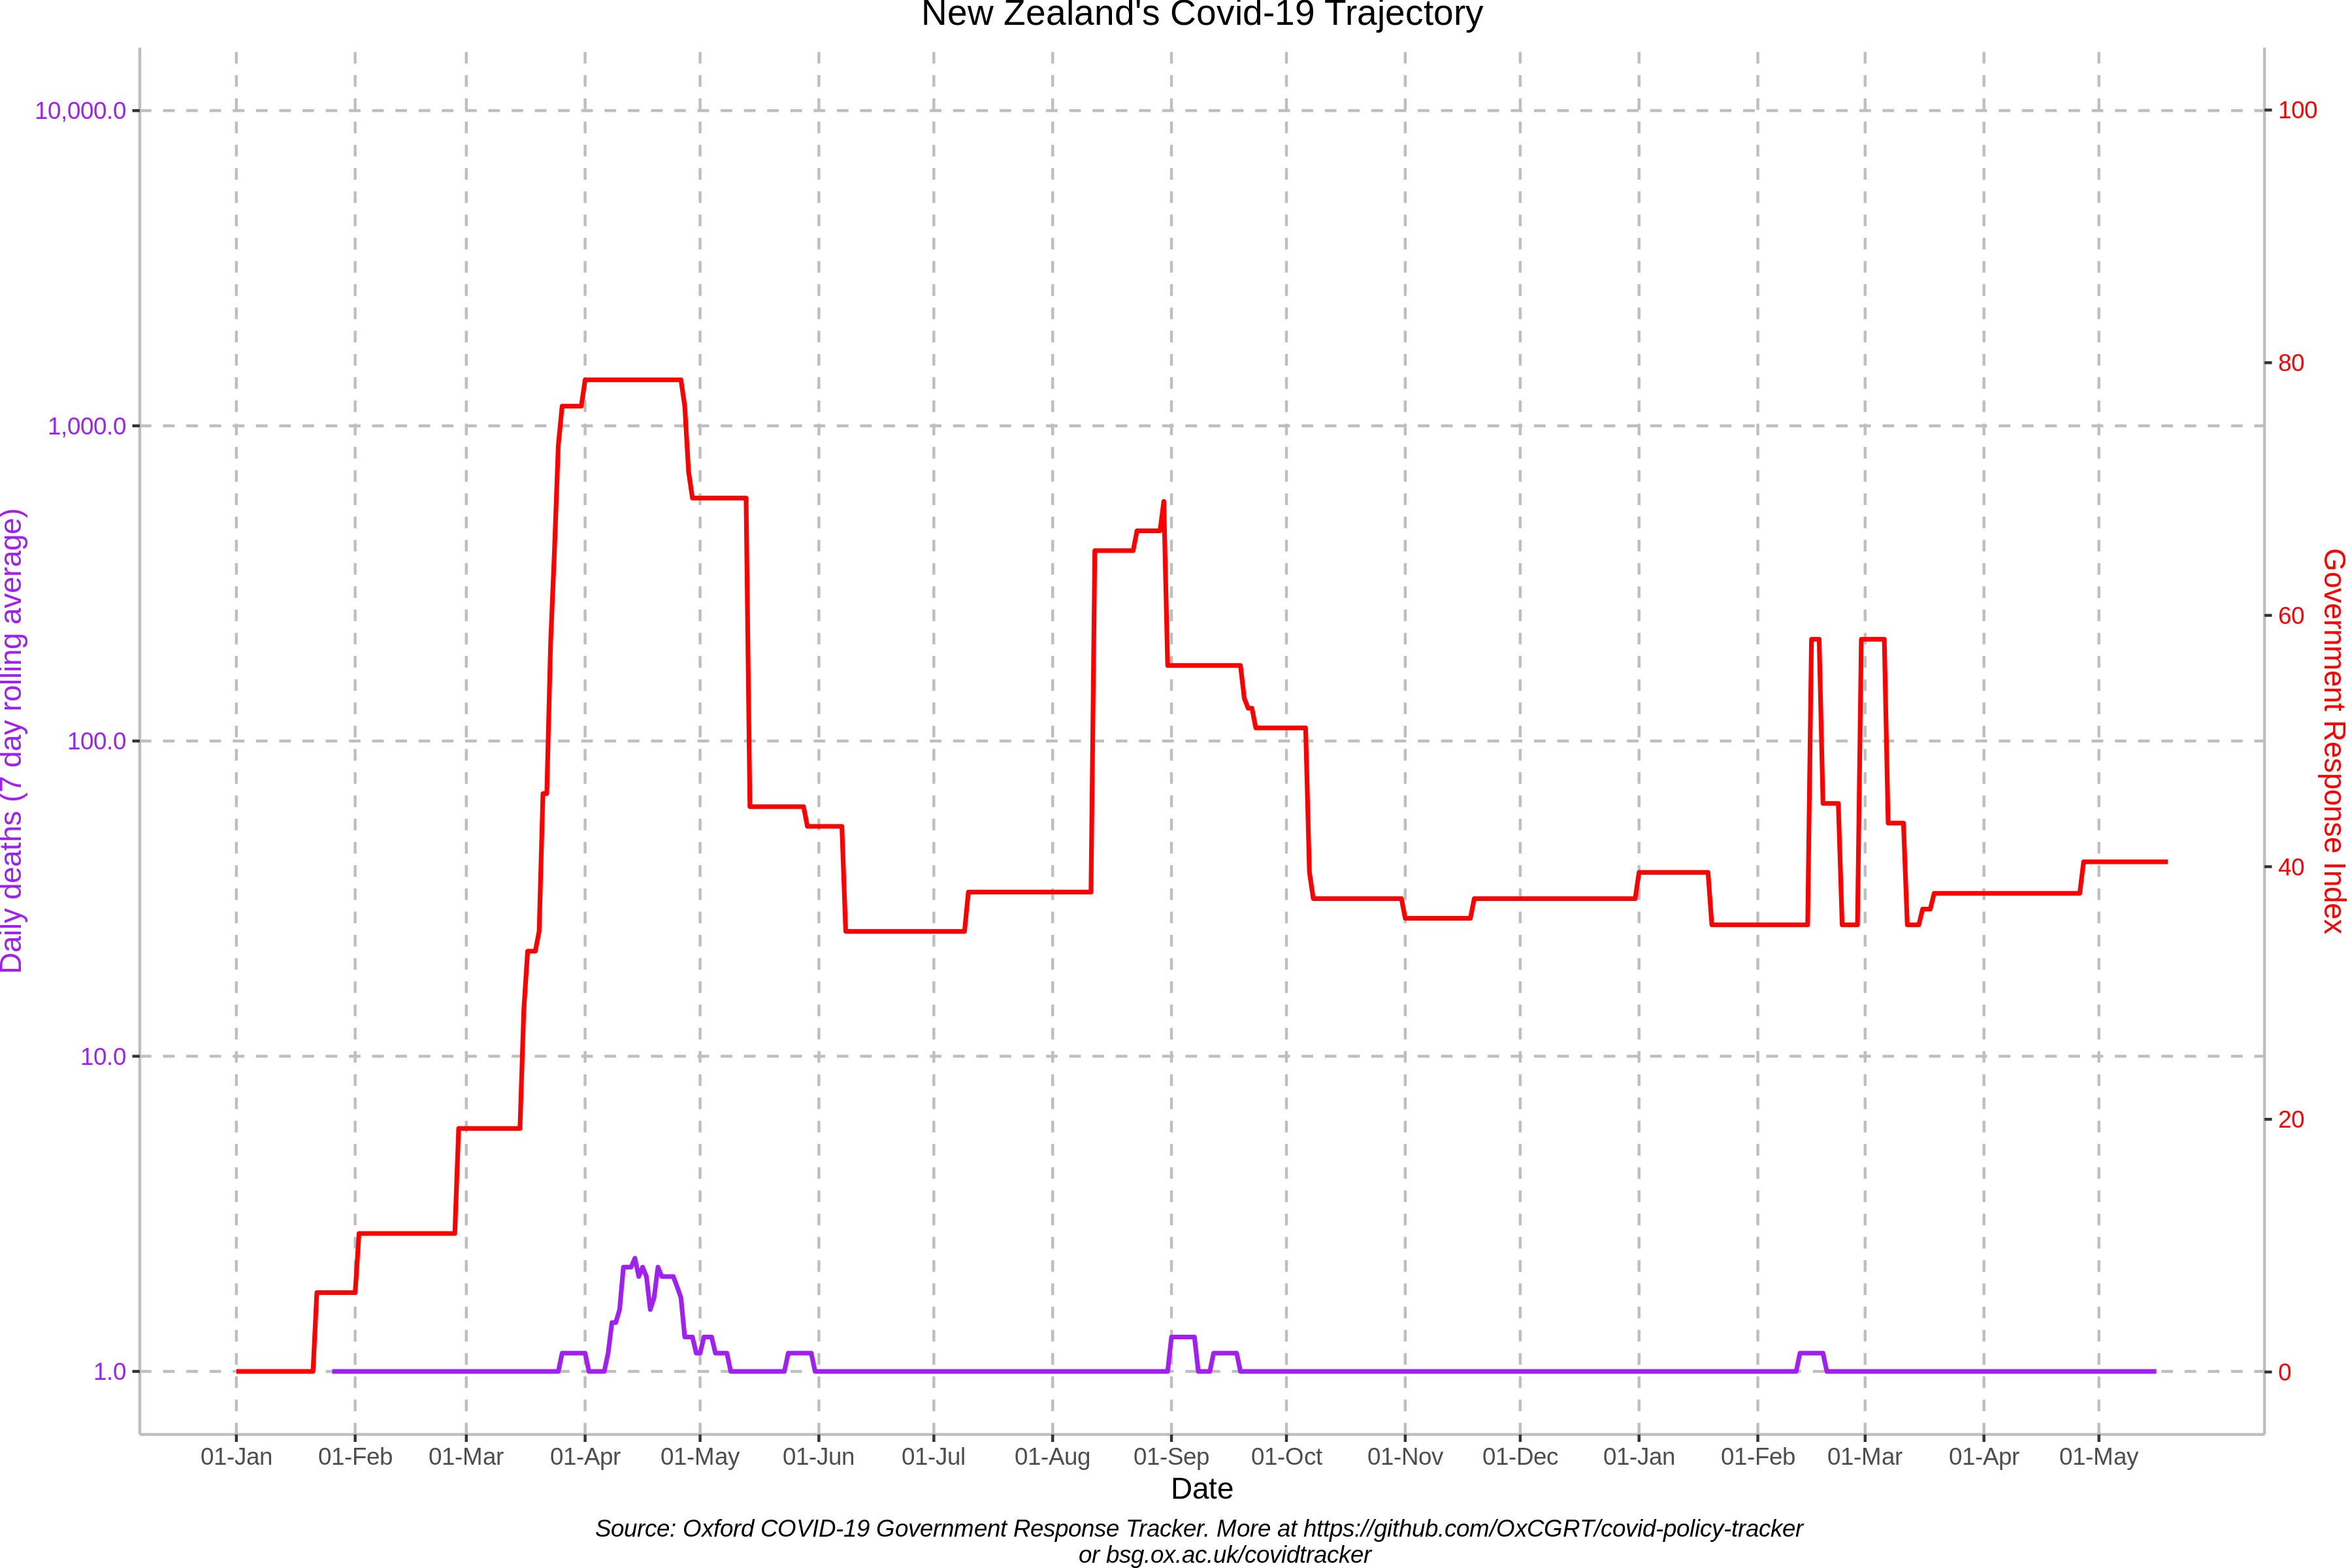 New Zealand's Covid-19 Trajectory
10,000.0
1,000.0
100.0
10.0
1.0
Daily deaths (7 day rolling average)
100
80
60
40
20
0
Government Response Index
01-Jan 01-Feb 01-Mar 01-Apr 01-May 01-Jun 01-Jul 01-Aug 01-Sep 01-Oct 01-Nov 01-Dec 01-Jan 01-Feb 01-Mar 01-Apr 01-May
Date
Source: Oxford COVID-19 Government Response Tracker. More at https://github.com/OxCGRT/covid-policy-tracker
or bsg.ox.ac.uk/covidtracker